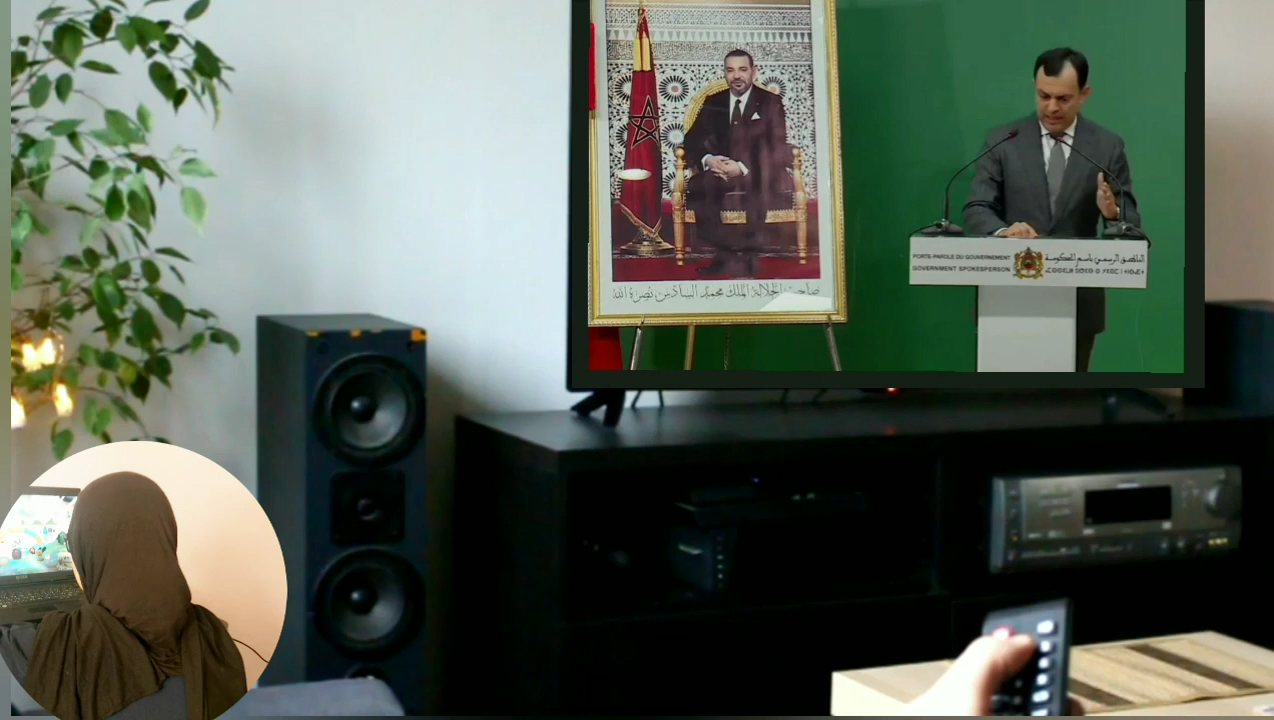 صاحب الجلالة الملك محمد السادس نصره الله
PORTE-PAROLE DU GOUVERNEMENT
GOVERNMENT SPOKESPERSON
الناطق الرسمي باسم الحكومة